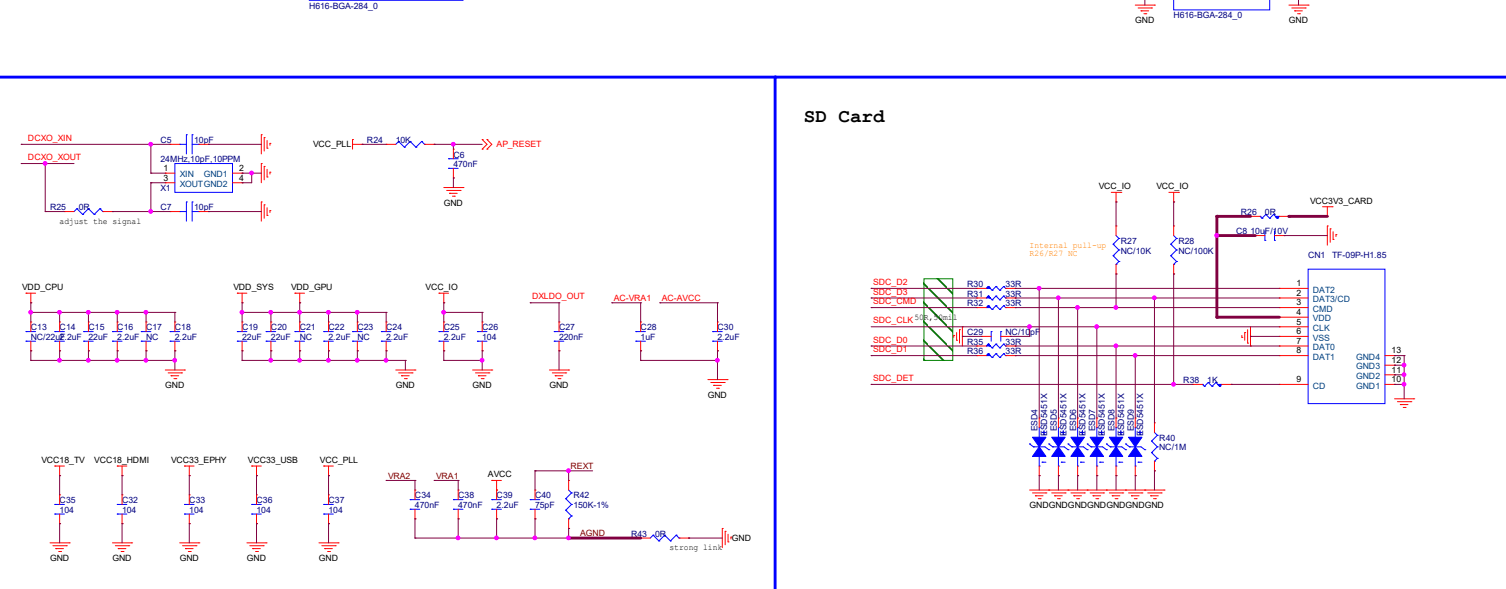 H616-BGA-284_0
GND
H616-BGA-284_0
GND
SD Card
DCXO_XIN
C5 10pF
DCXO_XOUT
24MHz,10pF,10PPM
1 XIN GND1 2
3 XOUT GND2 4
X1
R25 0R
adjust the signal
C7 10pF
VCC_PLL
R24 10K
AP_RESET
C6
470nF
GND
VCC_IO
VCC_IO
VCC3V3_CARD
R26 0R
C8 10uF/10V
Internal pull-up
R26/R27 NC
R27
NC/10K
R28
NC/100K
CN1 TF-09P-H1.85
SDC_D2
R30 33R
1 DAT2
SDC_D3
R31 33R
2 DAT3/CD
SDC_CMD
R32 33R
3 CMD
4 VDD
SDC_CLK
5 CLK
C29 NC/10pF
6 VSS
SDC_D0
R35 33R
7 DAT0
SDC_D1
R36 33R
8 DAT1
SDC_DET
R38 1K
9 CD
GND4 13
GND3 12
GND2 11
GND1 10
ESD4
ESD5451X
ESD5
ESD5451X
ESD6
ESD5451X
ESD7
ESD5451X
ESD8
ESD5451X
ESD9
ESD5451X
R40
NC/1M
GND GND GND GND GND GND GND
VDD_CPU
C13
NC/22uF
C14
2.2uF
C15
22uF
C16
2.2uF
C17
NC
C18
2.2uF
GND
VDD_SYS
VDD_GPU
C19
22uF
C20
22uF
C21
NC
C22
2.2uF
C23
NC
C24
2.2uF
GND
VCC_IO
C25
2.2uF
C26
104
GND
DXLDO_OUT
C27
220nF
GND
AC-VRA1
AC-AVCC
C28
1uF
C30
2.2uF
GND
VCC18_TV
C35
104
GND
VCC18_HDMI
C32
104
GND
VCC33_EPHY
C33
104
GND
VCC33_USB
C36
104
GND
VCC_PLL
C37
104
GND
VRA2
C34
470nF
VRA1
C38
470nF
AVCC
C39
2.2uF
C40
75pF
REXT
R42
150K-1%
AGND
R43 0R
GND
strong link